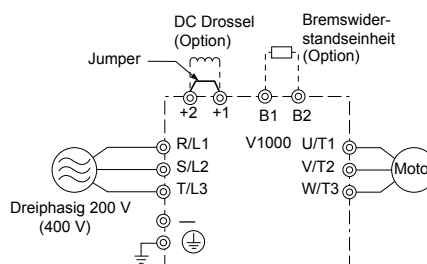 DC Drossel
(Option)
Bremswider-
standseinheit
(Option)
Jumper
+2
+1
B1
B2
R/L1
V1000
U/T1
S/L2
V/T2
Moto
T/L3
W/T3
Dreiphasig 200 V
(400 V)
–